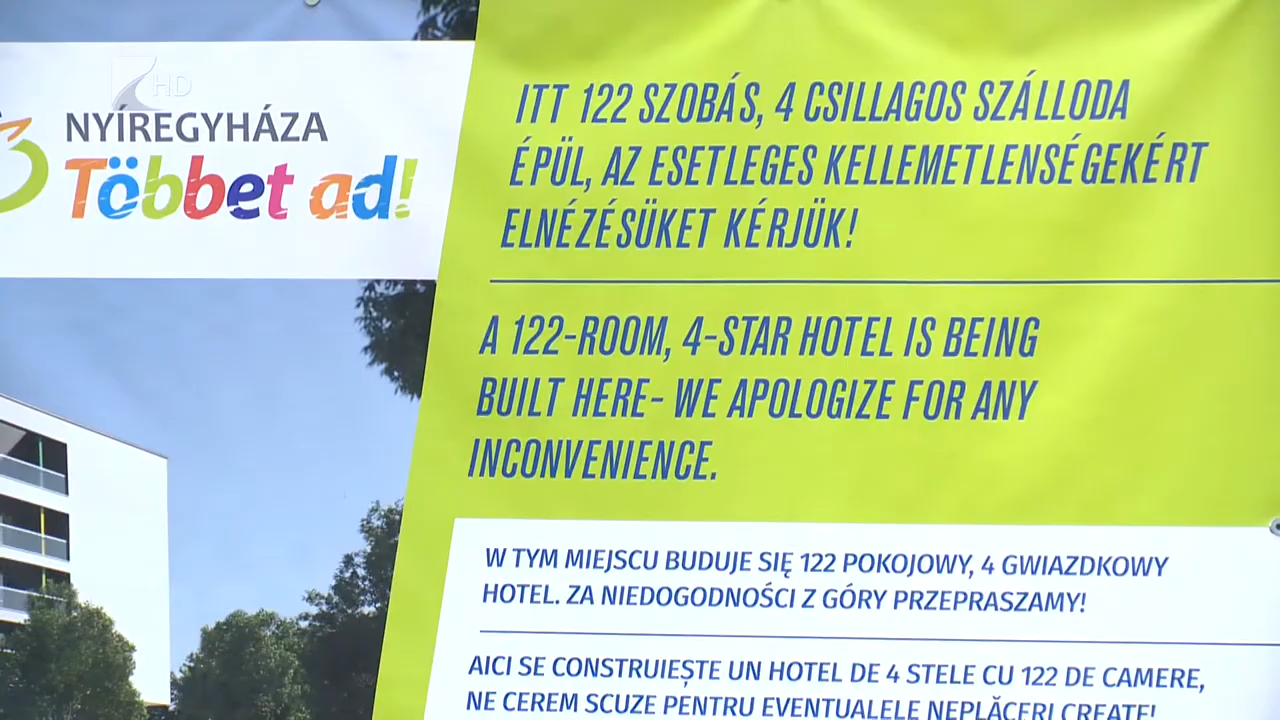 HD
NYÍREGYHÁZA
Többet ad!
ITT 122 SZOBÁS, 4 CSILLAGOS SZÁLLODA
ÉPÜL, AZ ESETLEGES KELLEMETLENSÉGEKÉRT
ELNÉZÉSÜKET KÉRJÜK!
A 122-ROOM, 4-STAR HOTEL IS BEING
BUILT HERE- WE APOLOGIZE FOR ANY
INCONVENIENCE.
W TYM MIEJSCU BUDUJE SIĘ 122 POKOJOWY, 4 GWIAZDKOWY
HOTEL. ZA NIEDOGODNOŚCI Z GÓRY PRZEPRASZAMY!
AICI SE CONSTRUIEȘTE UN HOTEL DE 4 STELE CU 122 DE CAMERE,
NE CEREM SCUZE PENTRU EVENTUALELE NEPLĂCERI CREATE!